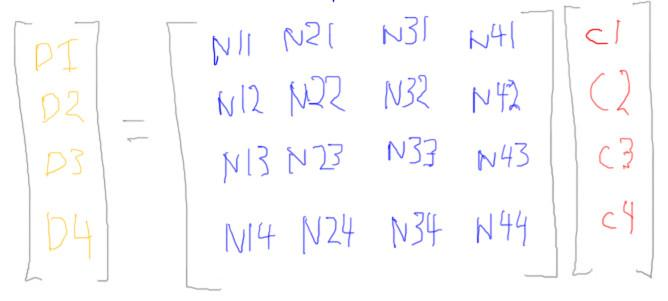 D1 = N11 N21 N31 N41 C1
D2 N12 N22 N32 N42 C2
D3 N13 N23 N33 N43 C3
D4 N14 N24 N34 N44 C4